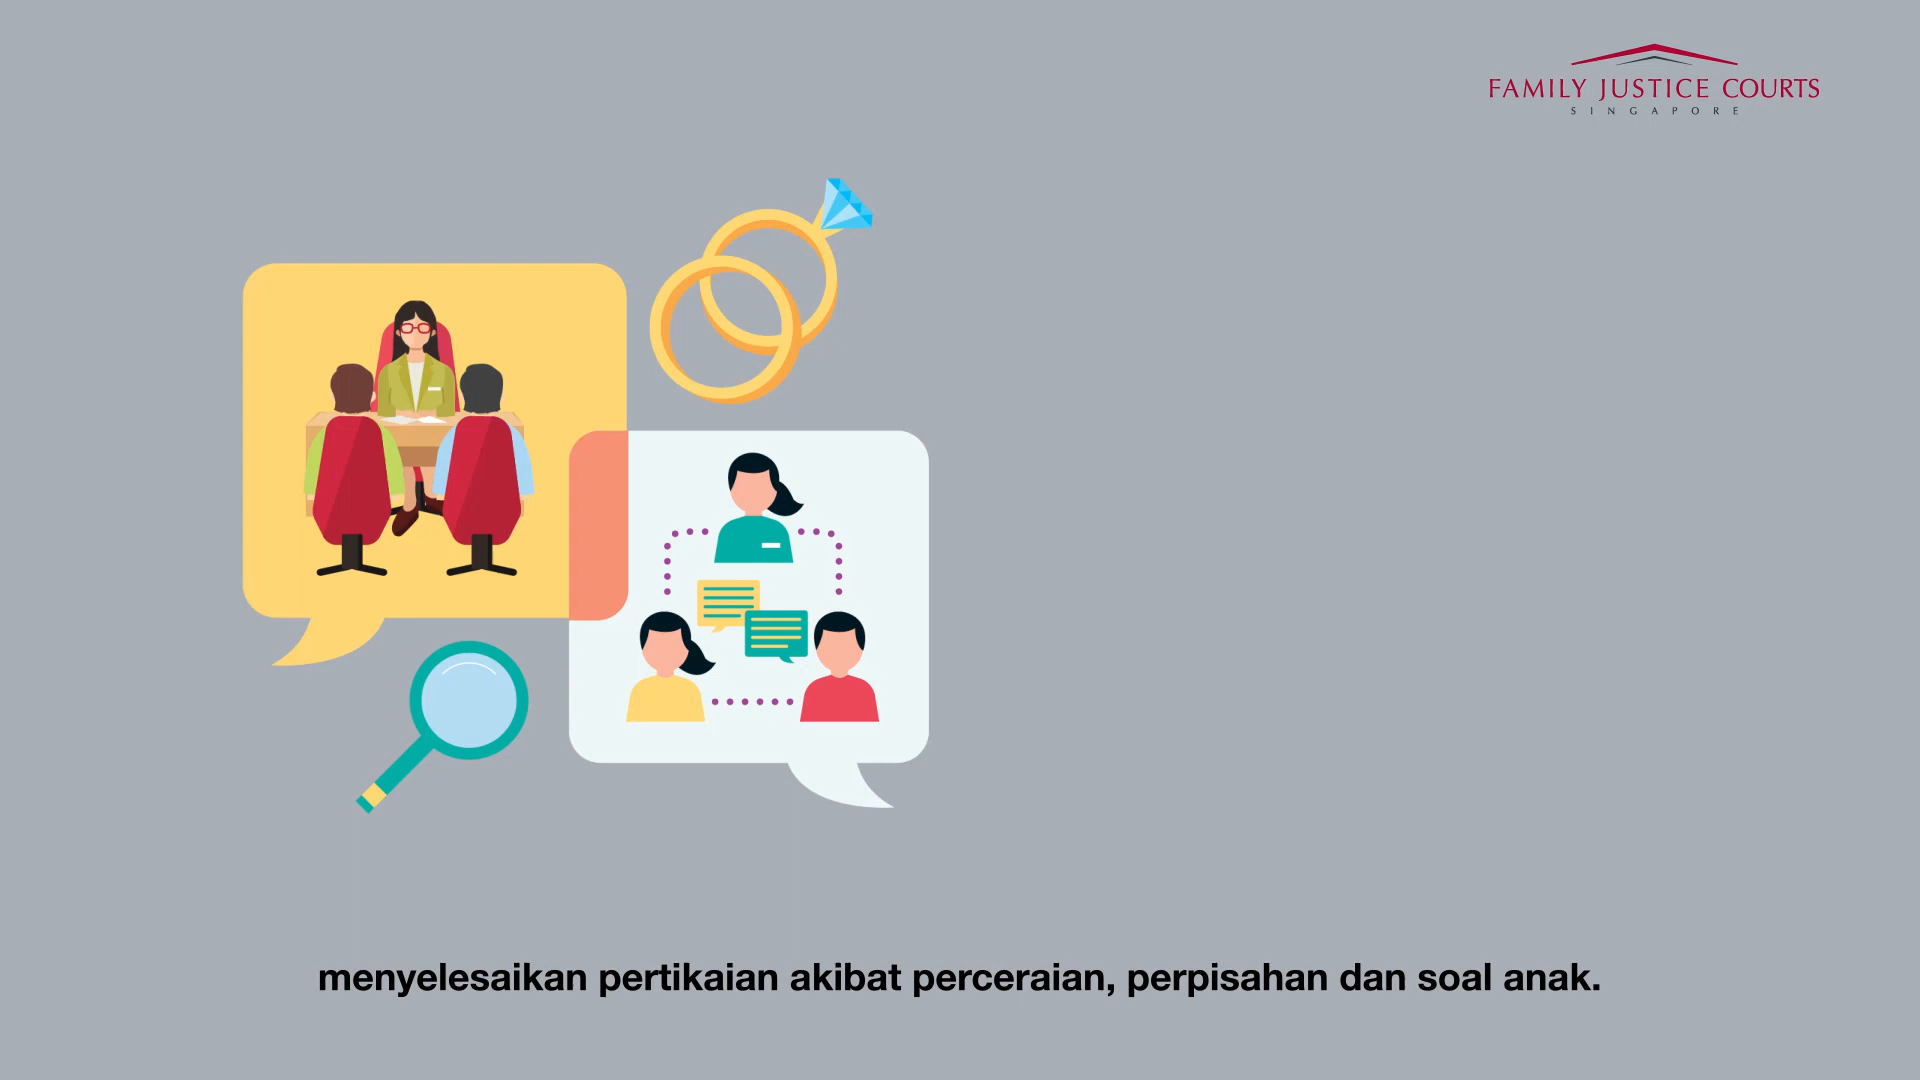 FAMILY JUSTICE COURTS
SINGAPORE
menyelesaikan pertikaian akibat perceraian, perpisahan dan soal anak.